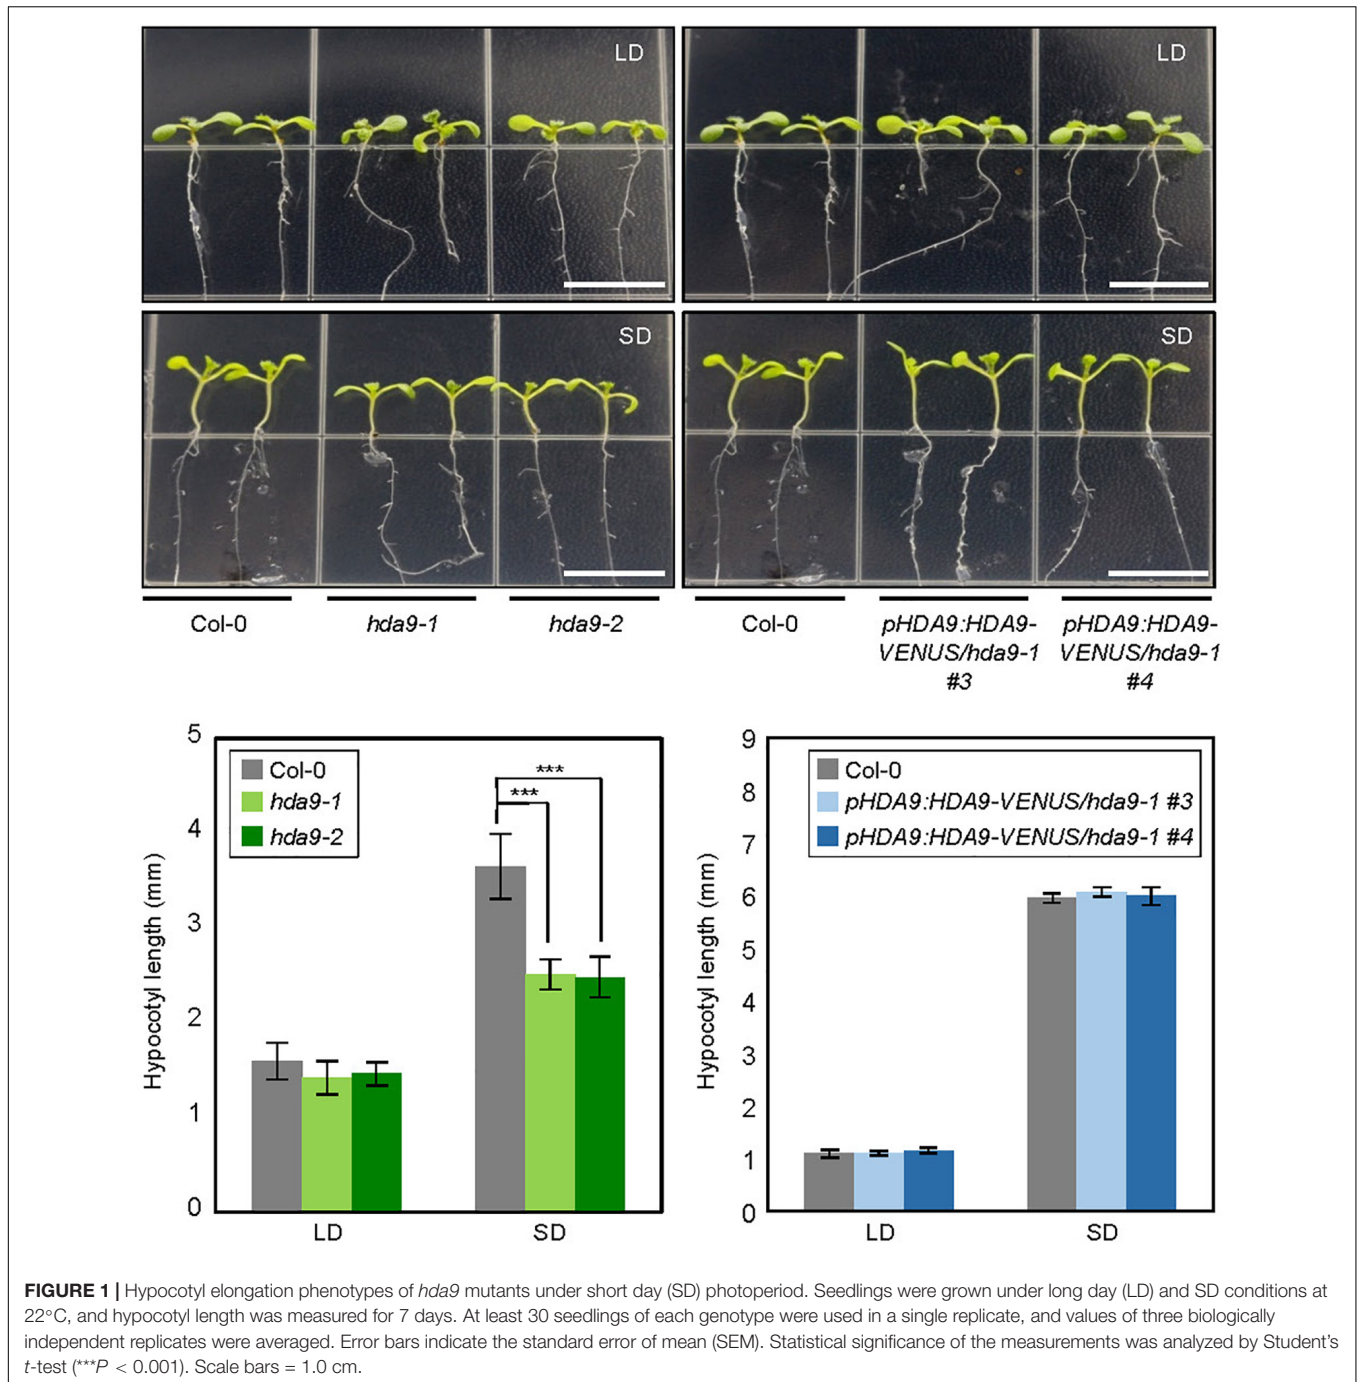 LD
LD
SD
SD
Col-0
hda9-1
hda9-2
Col-0
pHDA9:HDA9-
VENUS/hda9-1
#3
pHDA9:HDA9-
VENUS/hda9-1
#4
Hypocotyl length (mm)
5
4
3
2
1
0
Col-0
hda9-1
hda9-2
***
***
LD
SD
Hypocotyl length (mm)
9
8
7
6
5
4
3
2
1
0
Col-0
pHDA9:HDA9-VENUS/hda9-1 #3
pHDA9:HDA9-VENUS/hda9-1 #4
LD
SD
FIGURE 1 | Hypocotyl elongation phenotypes of hda9 mutants under short day (SD) photoperiod. Seedlings were grown under long day (LD) and SD conditions at
22°C, and hypocotyl length was measured for 7 days. At least 30 seedlings of each genotype were used in a single replicate, and values of three biologically
independent replicates were averaged. Error bars indicate the standard error of mean (SEM). Statistical significance of the measurements was analyzed by Student's
t-test (***P < 0.001). Scale bars = 1.0 cm.